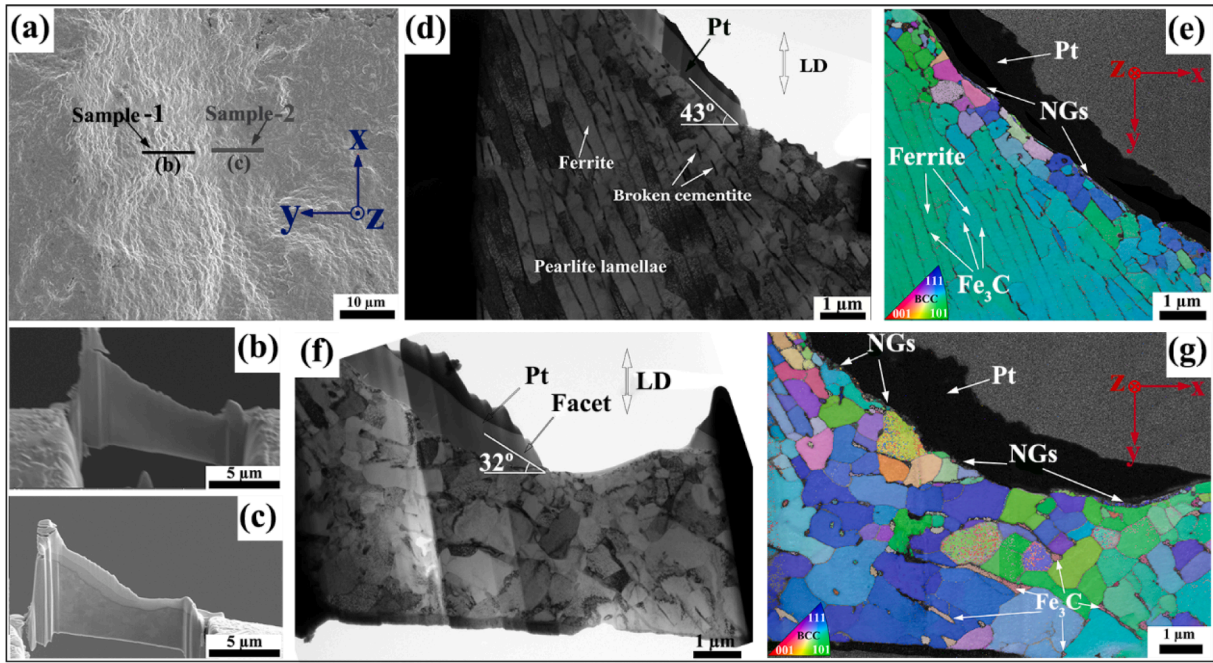 (a)
Sample-1
Sample-2
(b)
(c)
x
y
z
10 µm
(b)
5 µm
(c)
5 µm
(d)
Pt
LD
43°
Ferrite
Broken cementite
Pearlite lamellae
1 µm
(e)
Pt
z
x
y
NGs
Ferrite
Fe₃C
111
BCC
001
101
1 µm
(f)
Pt
LD
Facet
32°
1 µm
(g)
NGs
Pt
z
x
y
NGs
Fe₃C
111
BCC
001
101
1 µm